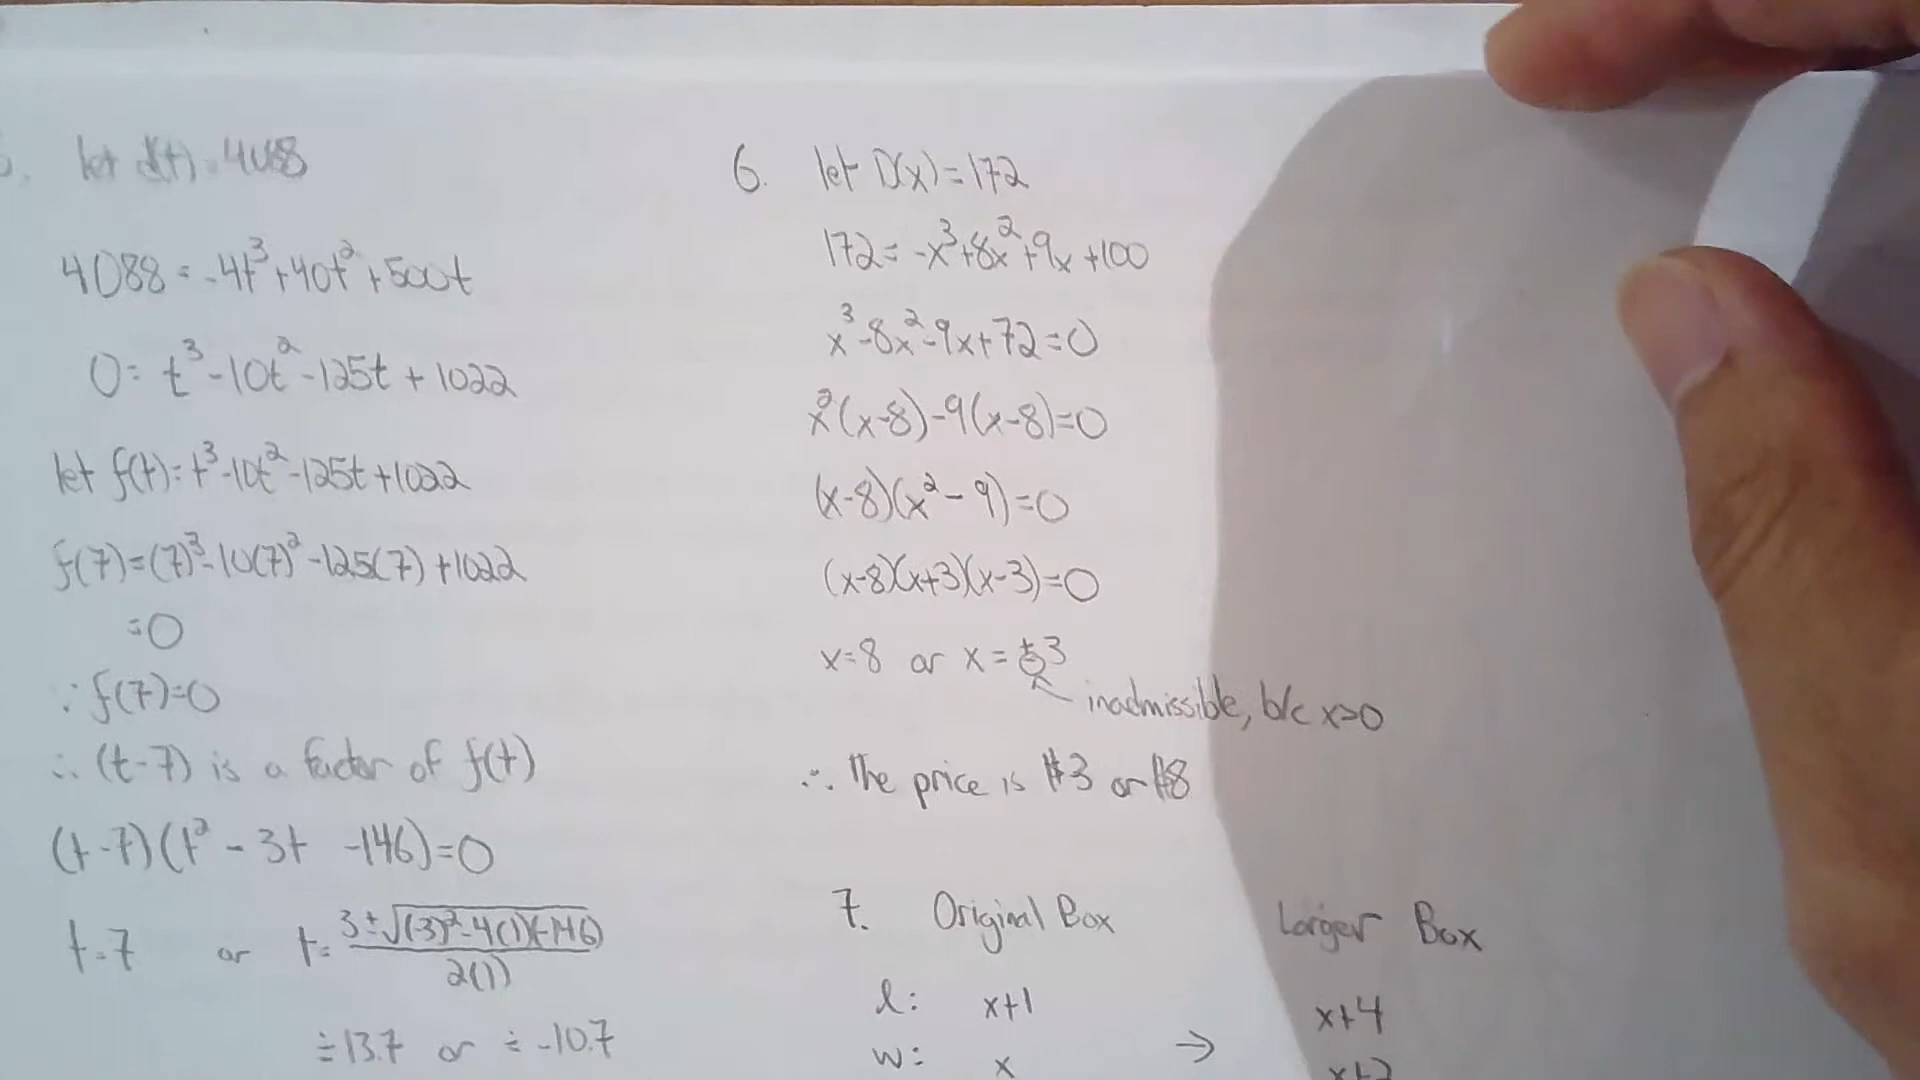 let d(t)=4088
4088 = -4t³+40t²+500t
0= t³-10t²-125t+1022
let f(t)=t³-10t²-125t+1022
f(7)=(7)³-10(7)²-125(7)+1022
=0
∵ f(7)=0
∴ (t-7) is a factor of f(t)
(t-7)(t²-3t -146)=0
t=7 or t= 3±√(-3)²-4(1)(-146) / 2(1)
≐13.7 or ≐ -10.7
6. let D(x)=172
172= -x³+8x²+9x+100
x³-8x²-9x+72=0
x²(x-8)-9(x-8)=0
(x-8)(x²-9)=0
(x-8)(x+3)(x-3)=0
x=8 or x=±3
inadmissible, b/c x>0
∴ The price is $3 or $8
7. Original Box Larger Box
l: x+1 x+4
w: x → x+3